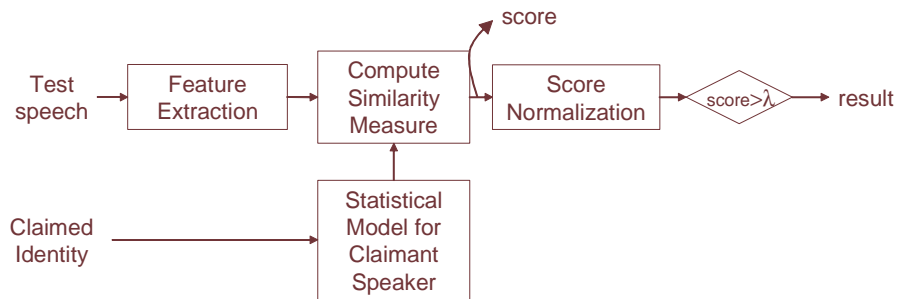 score
Test
speech
Feature
Extraction
Compute
Similarity
Measure
Score
Normalization
score>λ
result
Claimed
Identity
Statistical
Model for
Claimant
Speaker